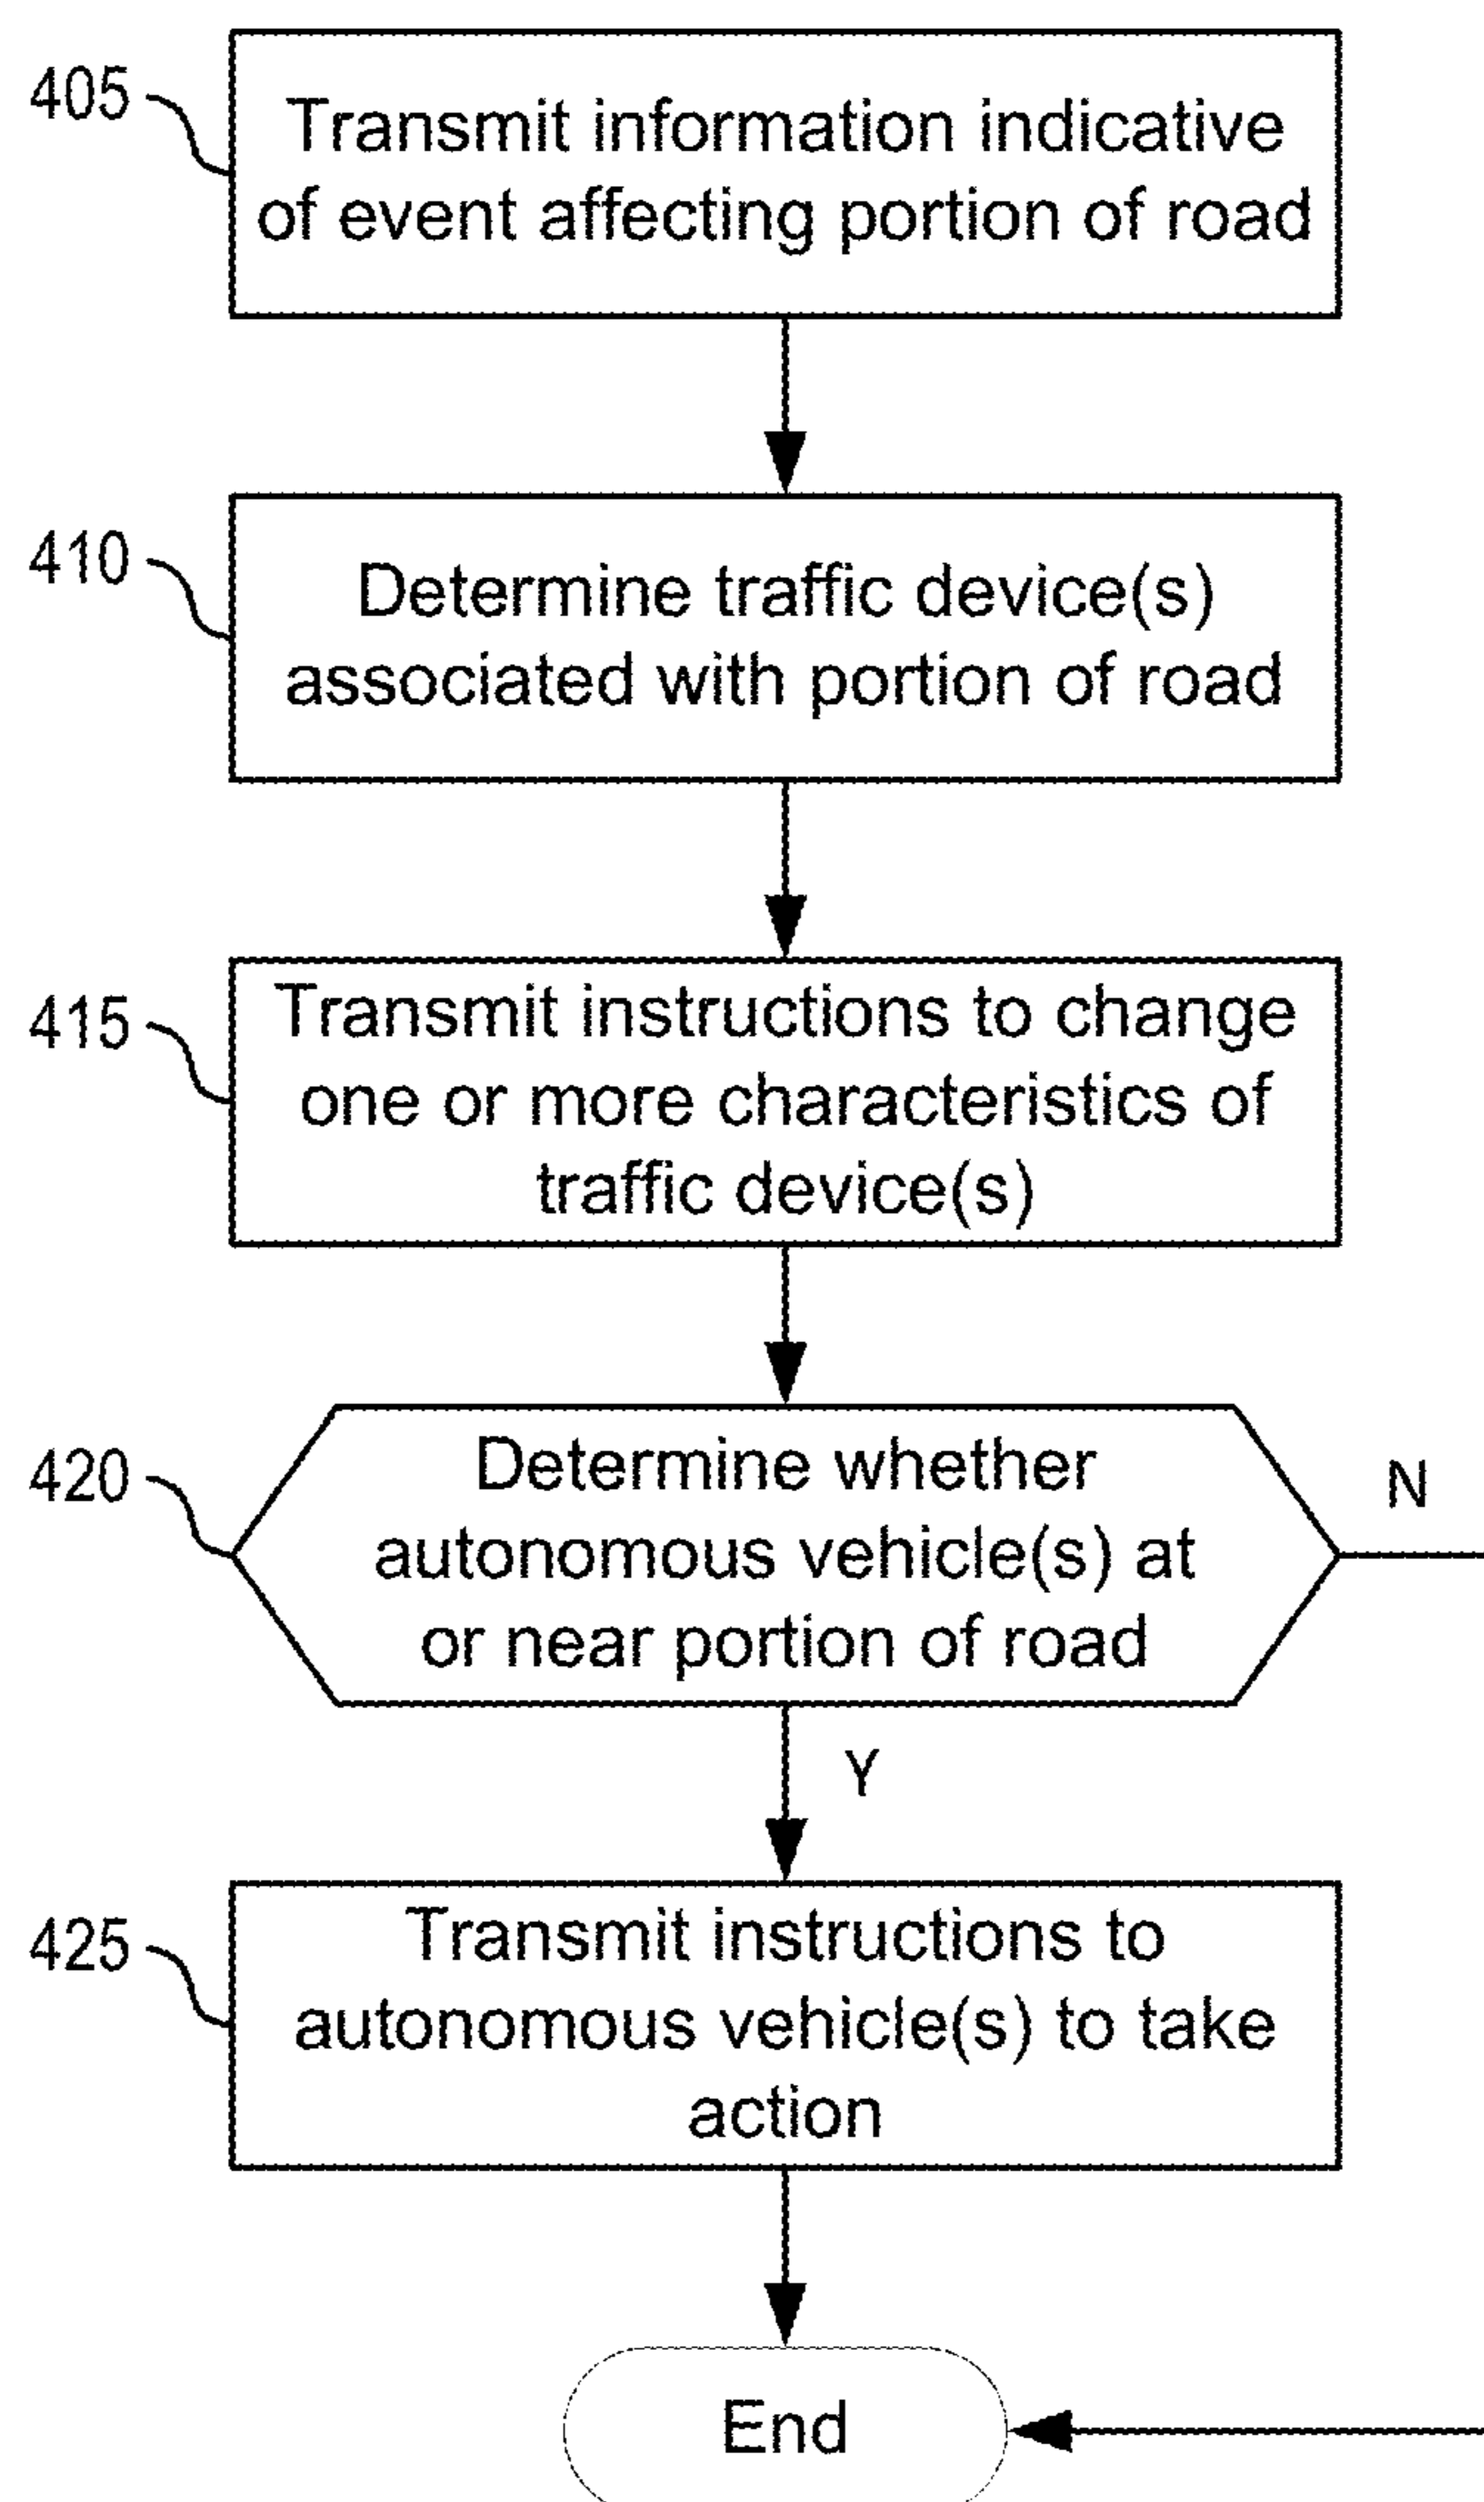 405
Transmit information indicative
of event affecting portion of road
410
Determine traffic device(s)
associated with portion of road
415
Transmit instructions to change
one or more characteristics of
traffic device(s)
420
Determine whether
autonomous vehicle(s) at
or near portion of road
N
Y
425
Transmit instructions to
autonomous vehicle(s) to take
action
End